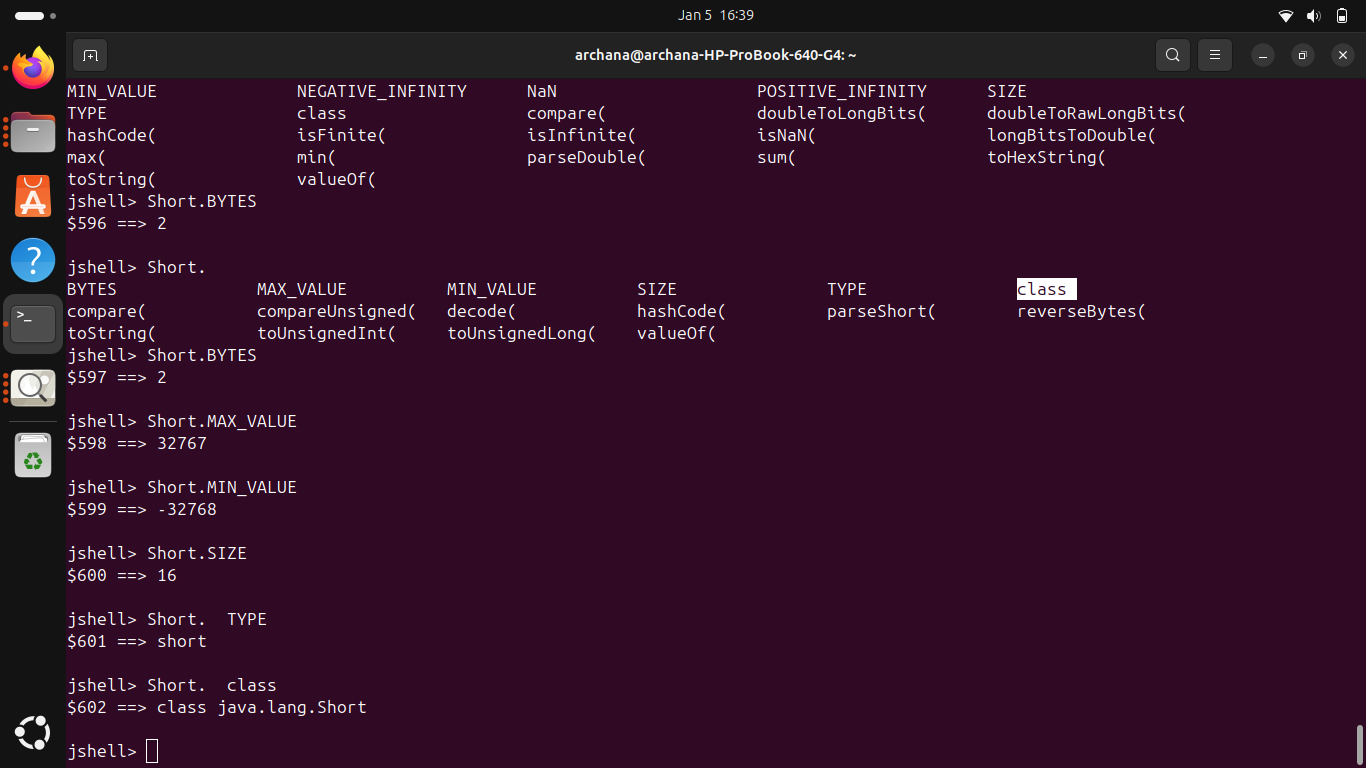 Jan 5 16:39
archana@archana-HP-ProBook-640-G4: ~
MIN_VALUE NEGATIVE_INFINITY NaN POSITIVE_INFINITY SIZE
TYPE class compare( doubleToLongBits( doubleToRawLongBits(
hashCode( isFinite( isInfinite( isNaN( longBitsToDouble(
max( min( parseDouble( sum( toHexString(
toString( valueOf(
jshell> Short.BYTES
$596 ==> 2
jshell> Short.
BYTES MAX_VALUE MIN_VALUE SIZE TYPE class
compare( compareUnsigned( decode( hashCode( parseShort( reverseBytes(
toString( toUnsignedInt( toUnsignedLong( valueOf(
jshell> Short.BYTES
$597 ==> 2
jshell> Short.MAX_VALUE
$598 ==> 32767
jshell> Short.MIN_VALUE
$599 ==> -32768
jshell> Short.SIZE
$600 ==> 16
jshell> Short.  TYPE
$601 ==> short
jshell> Short.  class
$602 ==> class java.lang.Short
jshell>